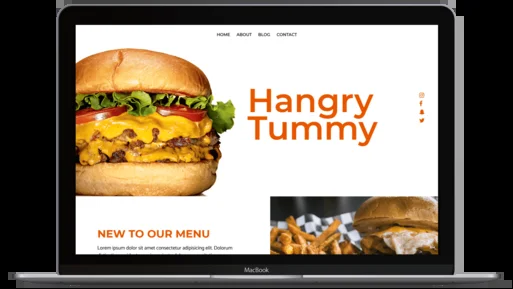 HOME ABOUT BLOG CONTACT
Hangry
Tummy
NEW TO OUR MENU
Lorem ipsum dolor sit amet consectetur adipiscing elit. Dolorum
MacBook